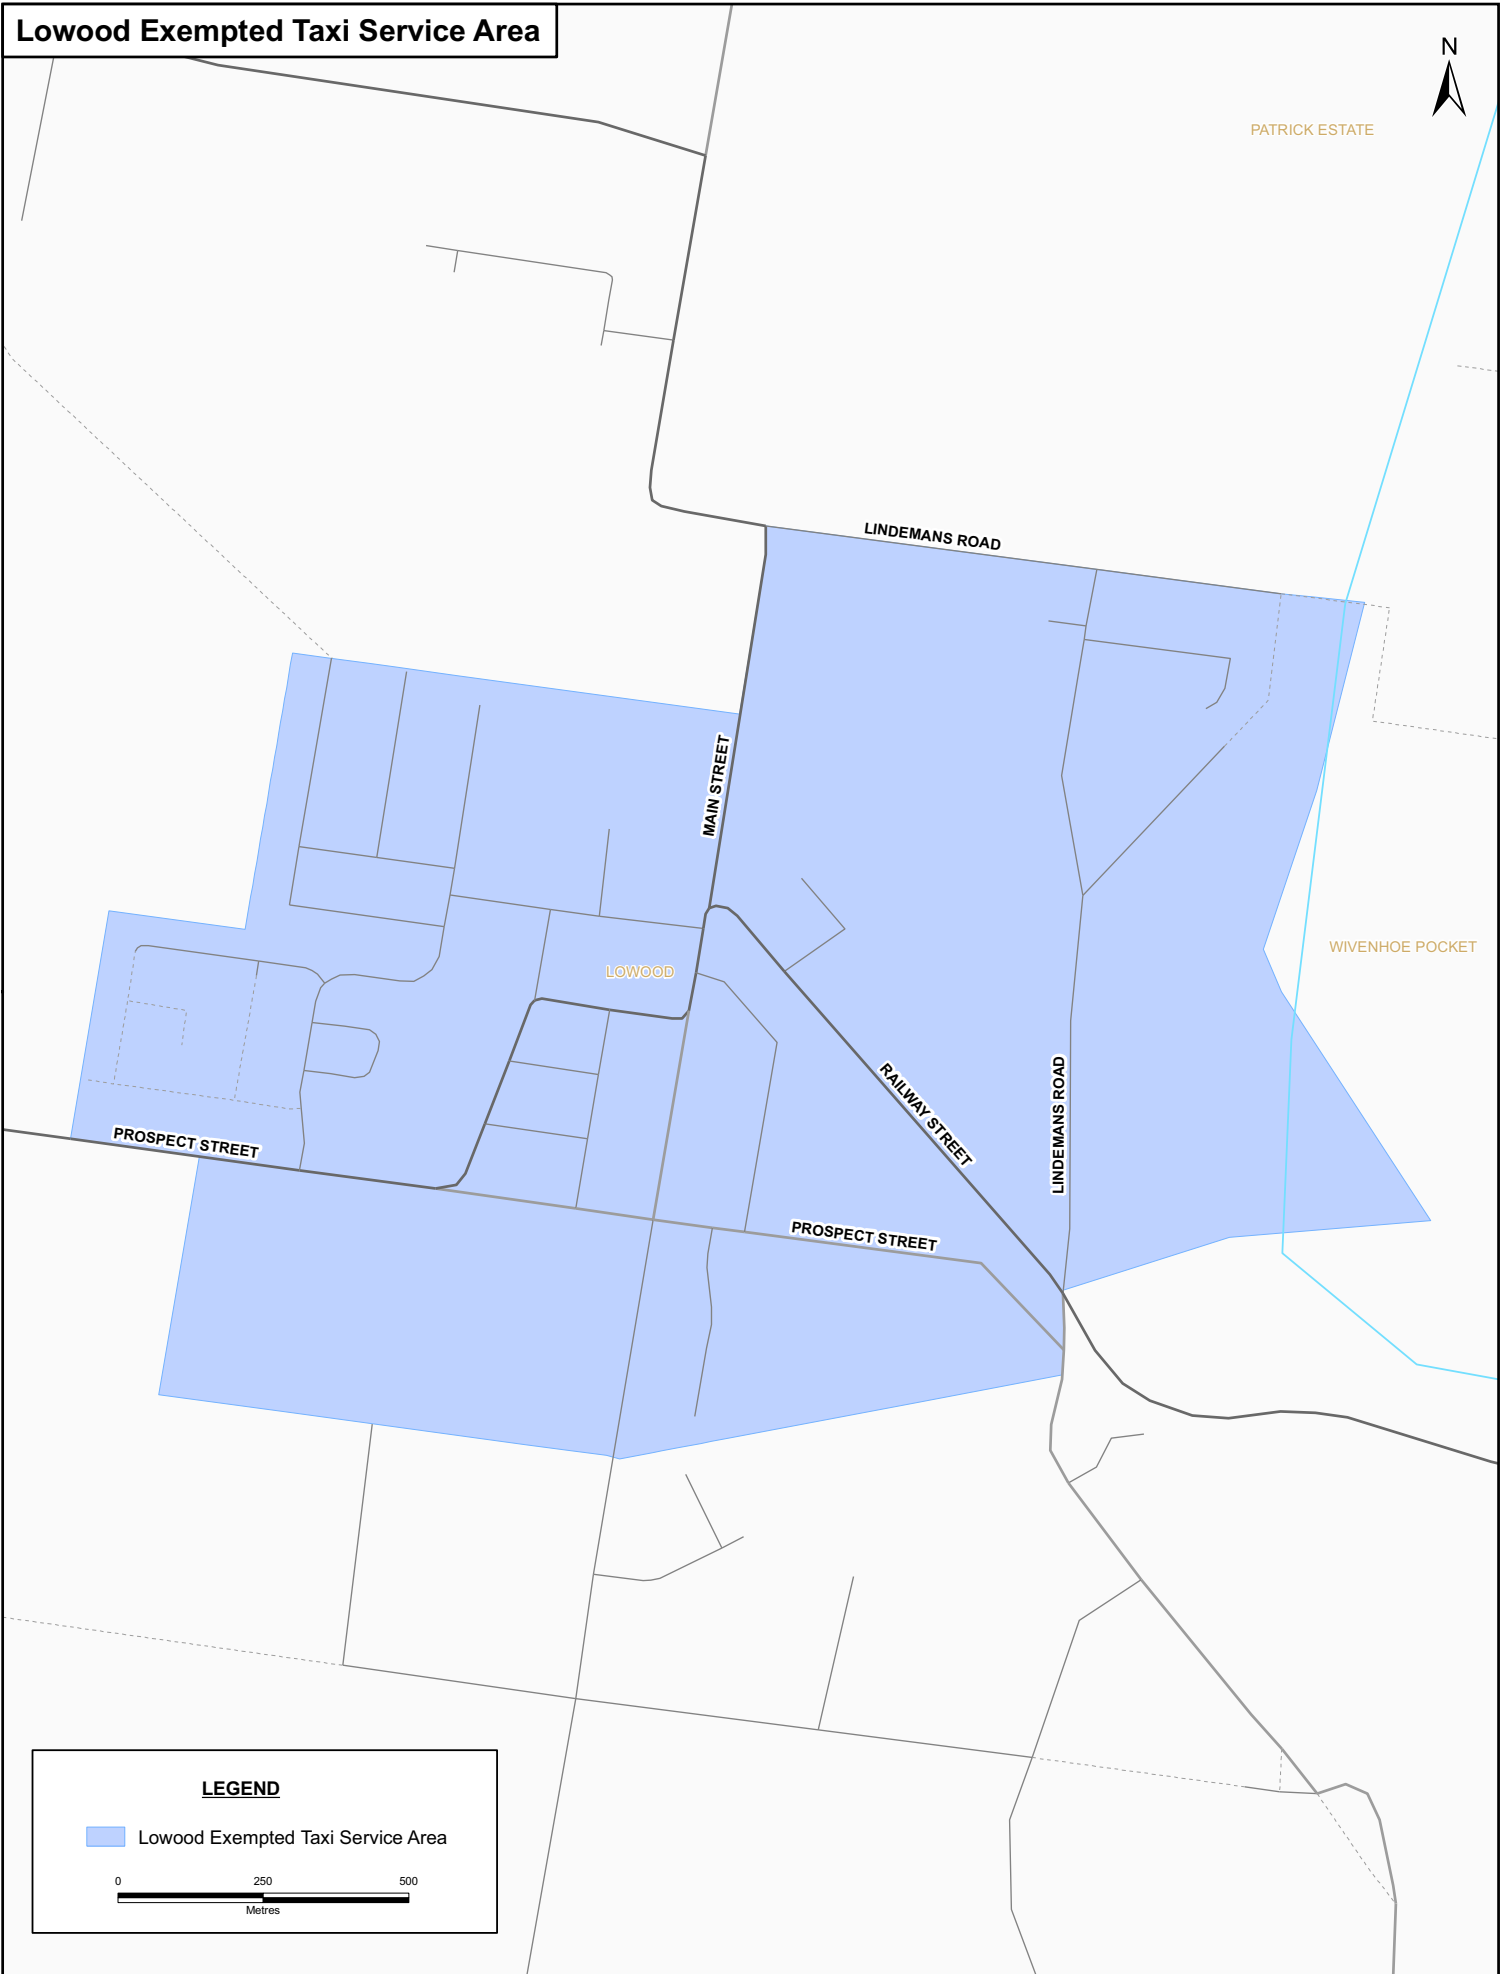 Lowood Exempted Taxi Service Area
N
PATRICK ESTATE
LINDEMANS ROAD
MAIN STREET
WIVENHOE POCKET
LOWOOD
RAILWAY STREET
LINDEMANS ROAD
PROSPECT STREET
PROSPECT STREET
LEGEND
Lowood Exempted Taxi Service Area
0 250 500
Metres